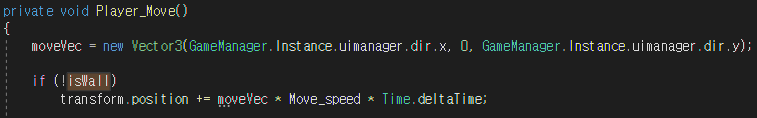 private void Player_Move()
{
moveVec = new Vector3(GameManager.Instance.uimanager.dir.x, 0, GameManager.Instance.uimanager.dir.y);
if (!isWall)
transform.position += moveVec * Move_speed * Time.deltaTime;